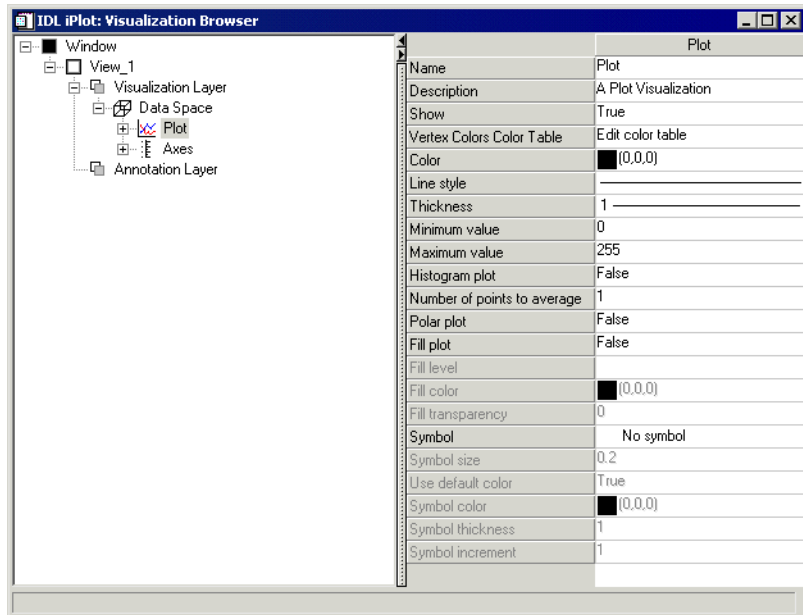 IDL iPlot: Visualization Browser
Window
View_1
Visualization Layer
Data Space
Plot
Axes
Annotation Layer
Plot
Name Plot
Description A Plot Visualization
Show True
Vertex Colors Color Table Edit color table
Color (0,0,0)
Line style
Thickness 1
Minimum value 0
Maximum value 255
Histogram plot False
Number of points to average 1
Polar plot False
Fill plot False
Fill level
Fill color (0,0,0)
Fill transparency 0
Symbol No symbol
Symbol size 0.2
Use default color True
Symbol color (0,0,0)
Symbol thickness 1
Symbol increment 1